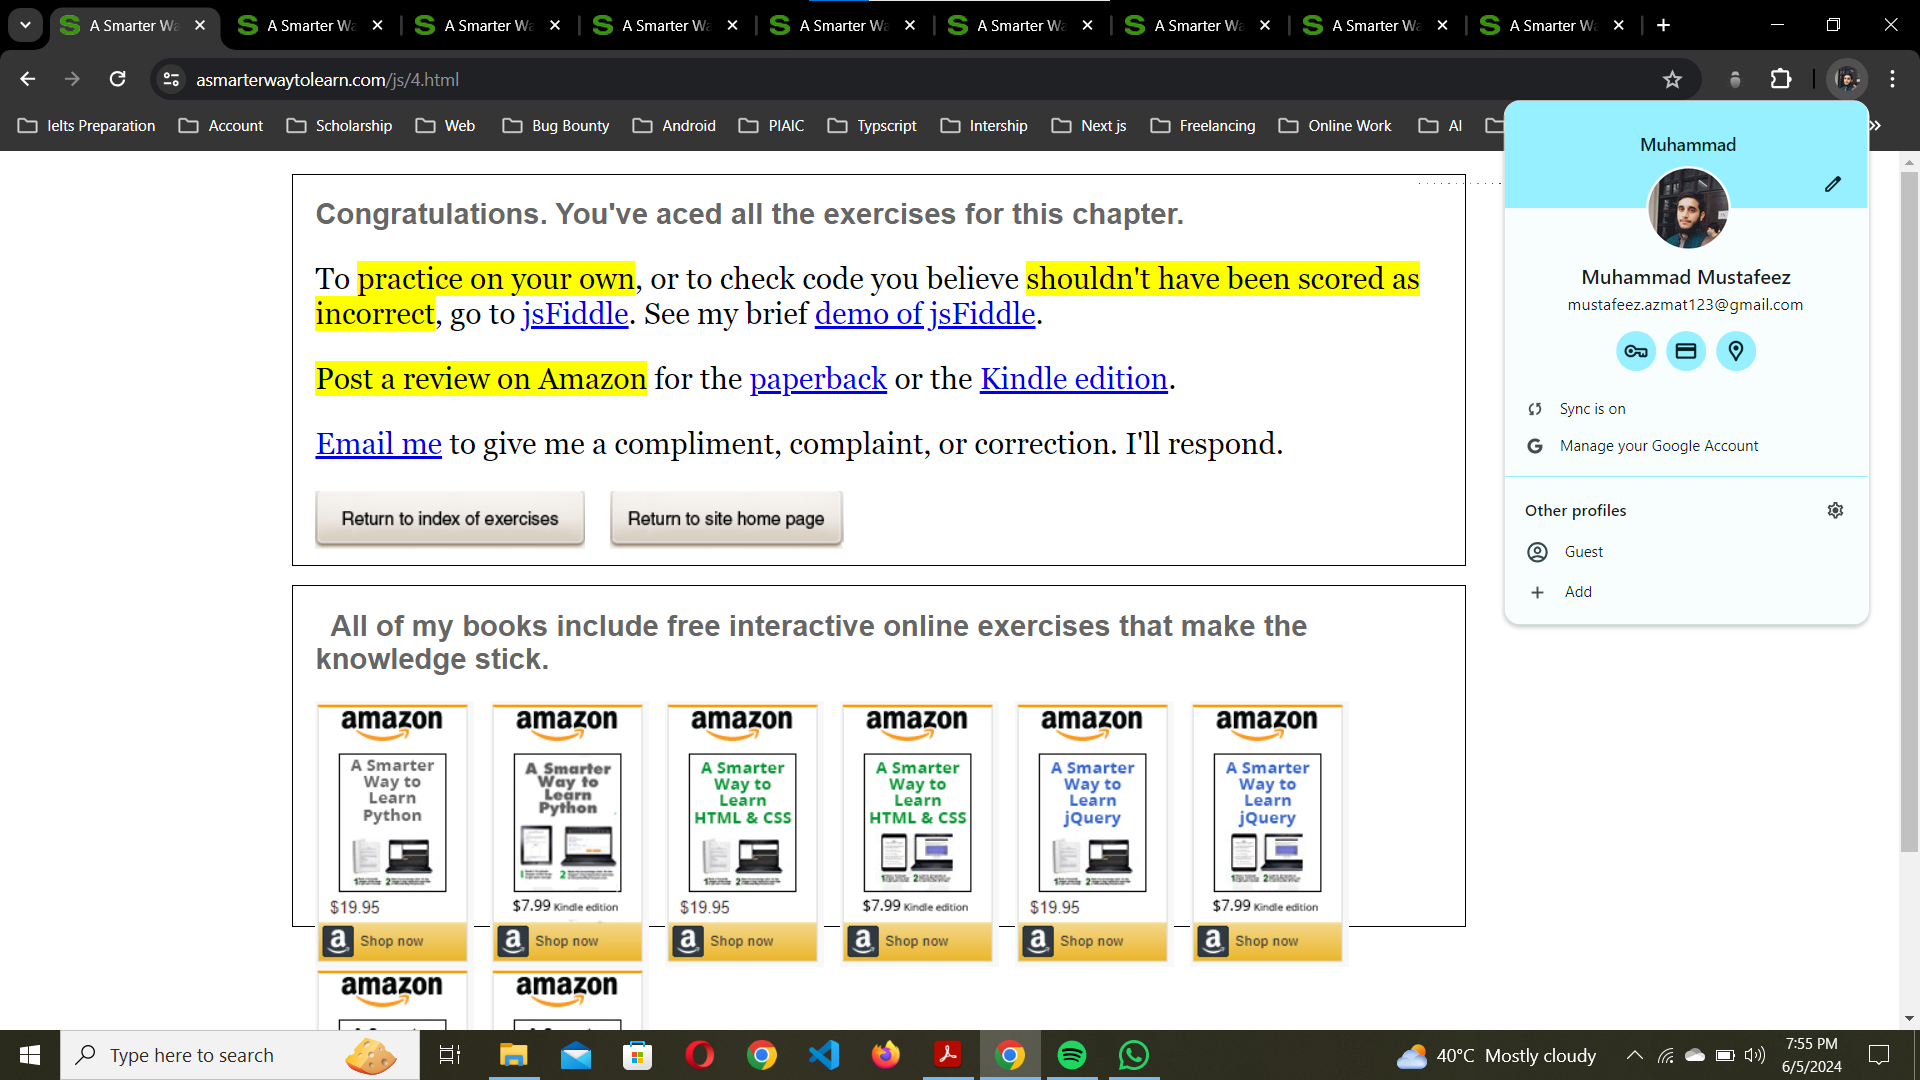 A Smarter Wa
A Smarter Wa
A Smarter Wa
A Smarter Wa
A Smarter Wa
A Smarter Wa
A Smarter Wa
A Smarter Wa
A Smarter Wa
asmarterwaytolearn.com/js/4.html
Ielts Preparation
Account
Scholarship
Web
Bug Bounty
Android
PIAIC
Typscript
Intership
Next js
Freelancing
Online Work
AI
Muhammad
Muhammad Mustafeez
mustafeez.azmat123@gmail.com
Sync is on
Manage your Google Account
Other profiles
Guest
Add
Congratulations. You've aced all the exercises for this chapter.
To practice on your own, or to check code you believe shouldn't have been scored as
incorrect, go to jsFiddle. See my brief demo of jsFiddle.
Post a review on Amazon for the paperback or the Kindle edition.
Email me to give me a compliment, complaint, or correction. I'll respond.
Return to index of exercises
Return to site home page
All of my books include free interactive online exercises that make the
knowledge stick.
amazon
A Smarter
Way to
Learn
Python
$19.95
Shop now
amazon
A Smarter
Way to
Learn
Python
$7.99 Kindle edition
Shop now
amazon
A Smarter
Way to
Learn
HTML & CSS
$19.95
Shop now
amazon
A Smarter
Way to
Learn
HTML & CSS
$7.99 Kindle edition
Shop now
amazon
A Smarter
Way to
Learn
jQuery
$19.95
Shop now
amazon
A Smarter
Way to
Learn
jQuery
$7.99 Kindle edition
Shop now
amazon
amazon
Type here to search
40°C Mostly cloudy
7:55 PM
6/5/2024